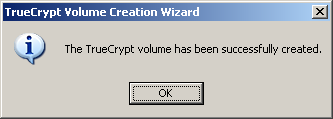 TrueCrypt Volume Creation Wizard
The TrueCrypt volume has been successfully created.
OK